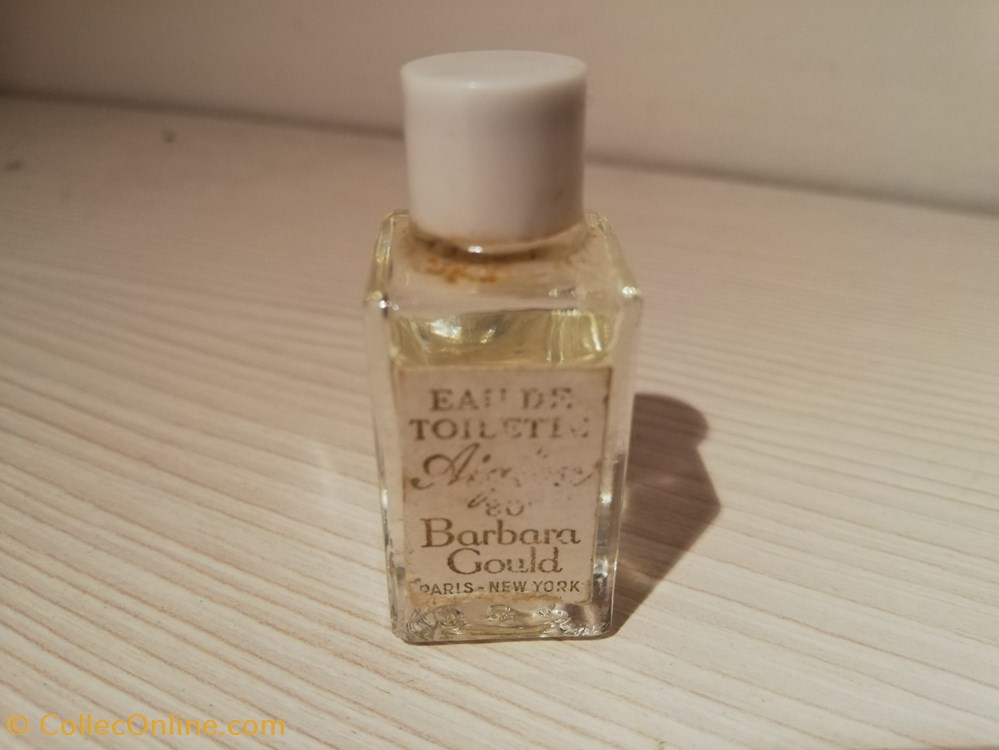 EAU DE
TOILETTE
80°
Barbara
Gould
PARIS-NEW YORK
© CollecOnline.com